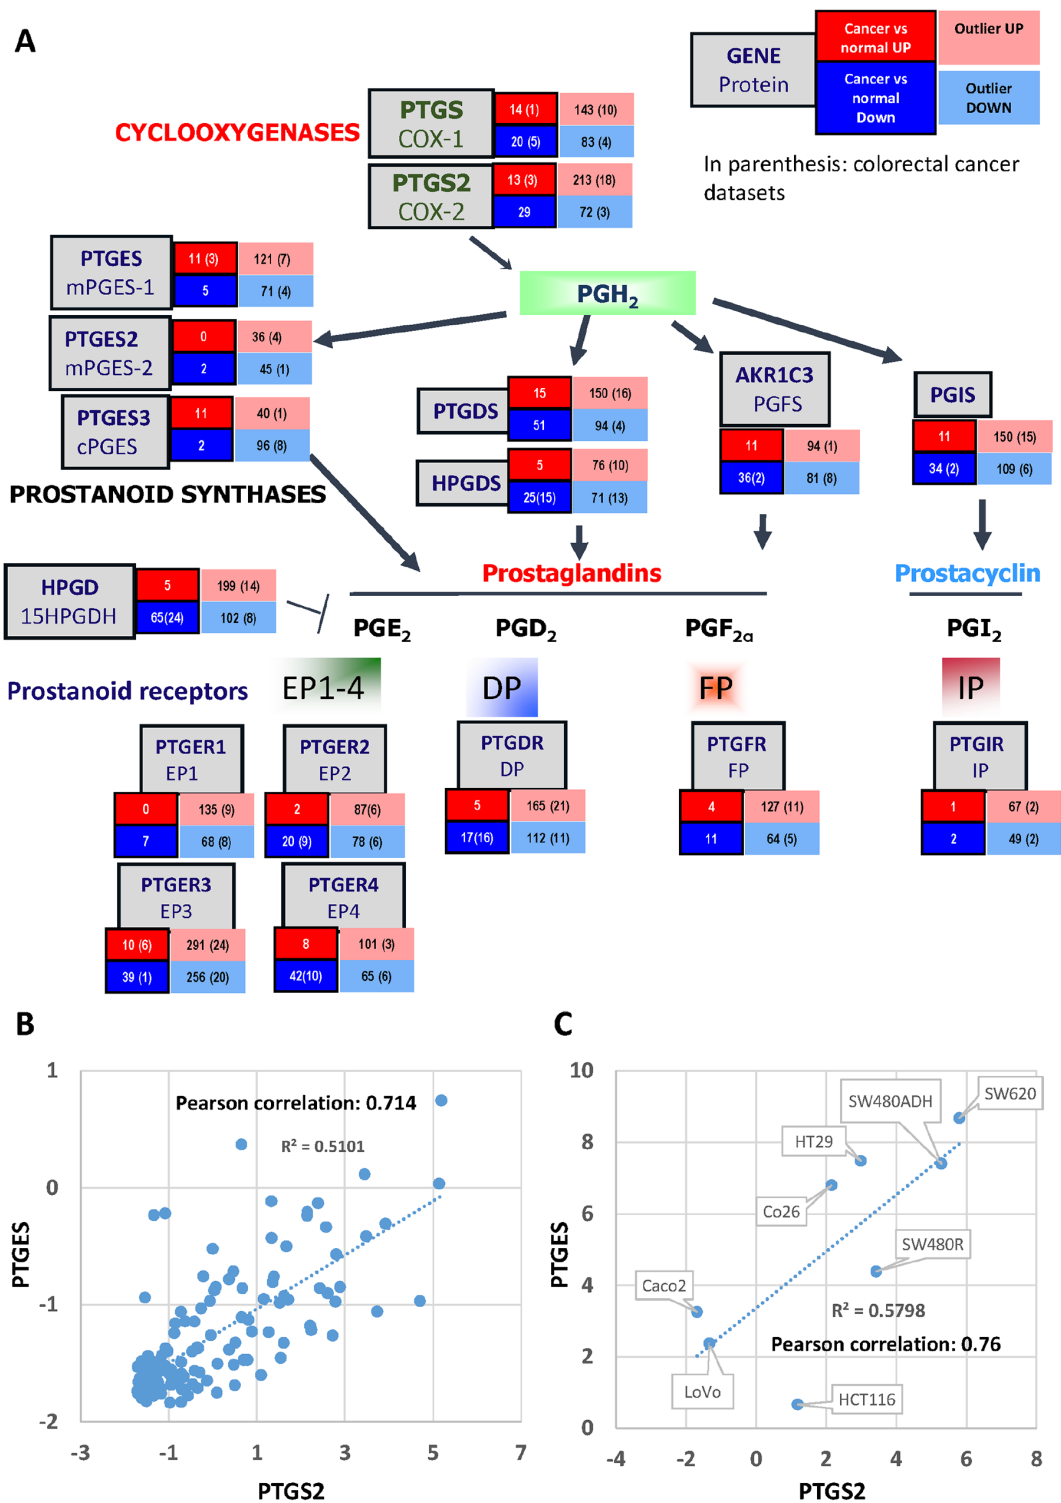 A
GENE
Protein
Cancer vs
normal UP
Outlier UP
Cancer vs
normal
Down
Outlier
DOWN
In parenthesis: colorectal cancer
datasets
CYCLOOXYGENASES
PTGS
COX-1
14 (1)
143 (10)
20 (5)
83 (4)
PTGS2
COX-2
13 (3)
213 (18)
29
72 (3)
PTGES
mPGES-1
11 (3)
121 (7)
5
71 (4)
PGH2
PTGES2
mPGES-2
0
36 (4)
2
45 (1)
PTGES3
cPGES
11
40 (1)
2
96 (8)
PROSTANOID SYNTHASES
PTGDS
15
150 (16)
51
94 (4)
HPGDS
5
76 (10)
25(15)
71 (13)
AKR1C3
PGFS
11
94 (1)
36(2)
81 (8)
PGIS
11
150 (15)
34 (2)
109 (6)
HPGD
15HPGDH
5
199 (14)
65(24)
102 (8)
Prostaglandins
Prostacyclin
PGE2
PGD2
PGF2α
PGI2
Prostanoid receptors
EP1-4
DP
FP
IP
PTGER1
EP1
0
135 (9)
7
68 (8)
PTGER2
EP2
2
87(6)
20 (9)
78 (6)
PTGDR
DP
5
165 (21)
17(16)
112 (11)
PTGFR
FP
4
127 (11)
11
64 (5)
PTGIR
IP
1
67 (2)
2
49 (2)
PTGER3
EP3
10 (6)
291 (24)
39 (1)
256 (20)
PTGER4
EP4
8
101 (3)
42(10)
65 (6)
B
1
0
-1
-2
PTGES
Pearson correlation: 0.714
R² = 0.5101
-3
-1
1
3
5
7
PTGS2
C
10
8
6
4
2
0
PTGES
SW480ADH
SW620
HT29
Co26
SW480R
Caco2
R² = 0.5798
Pearson correlation: 0.76
LoVo
HCT116
-4
-2
0
2
4
6
8
PTGS2